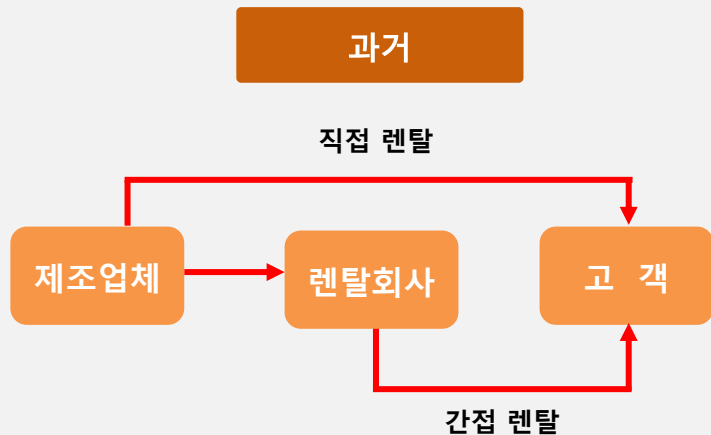 과거
직접 렌탈
제조업체
렌탈회사
고 객
간접 렌탈